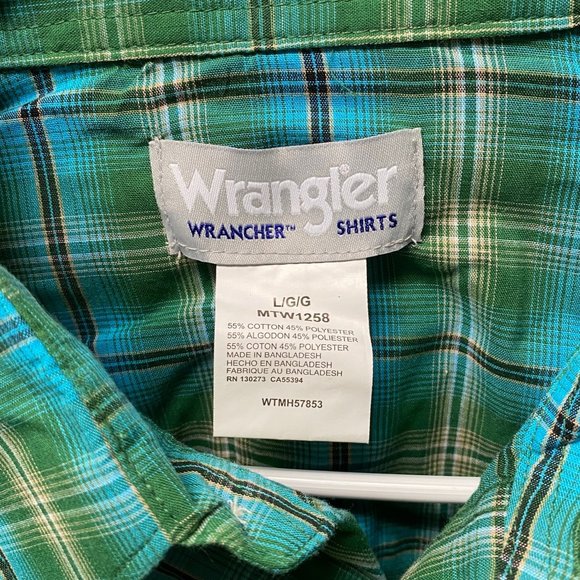 Wrangler
WRANCHER™ SHIRTS
L/G/G
MTW1258
55% COTTON 45% POLYESTER
55% ALGODON 45% POLIESTER
55% COTON 45% POLYESTER
MADE IN BANGLADESH
HECHO EN BANGLADESH
FABRIQUE AU BANGLADESH
RN 130273 CA55394
WTMH57853